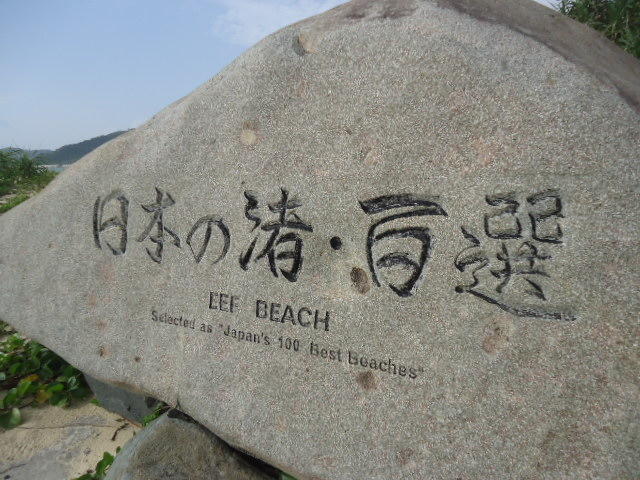 日本の渚・百選
EEF BEACH
Selected as "Japan's 100 Best Beaches"